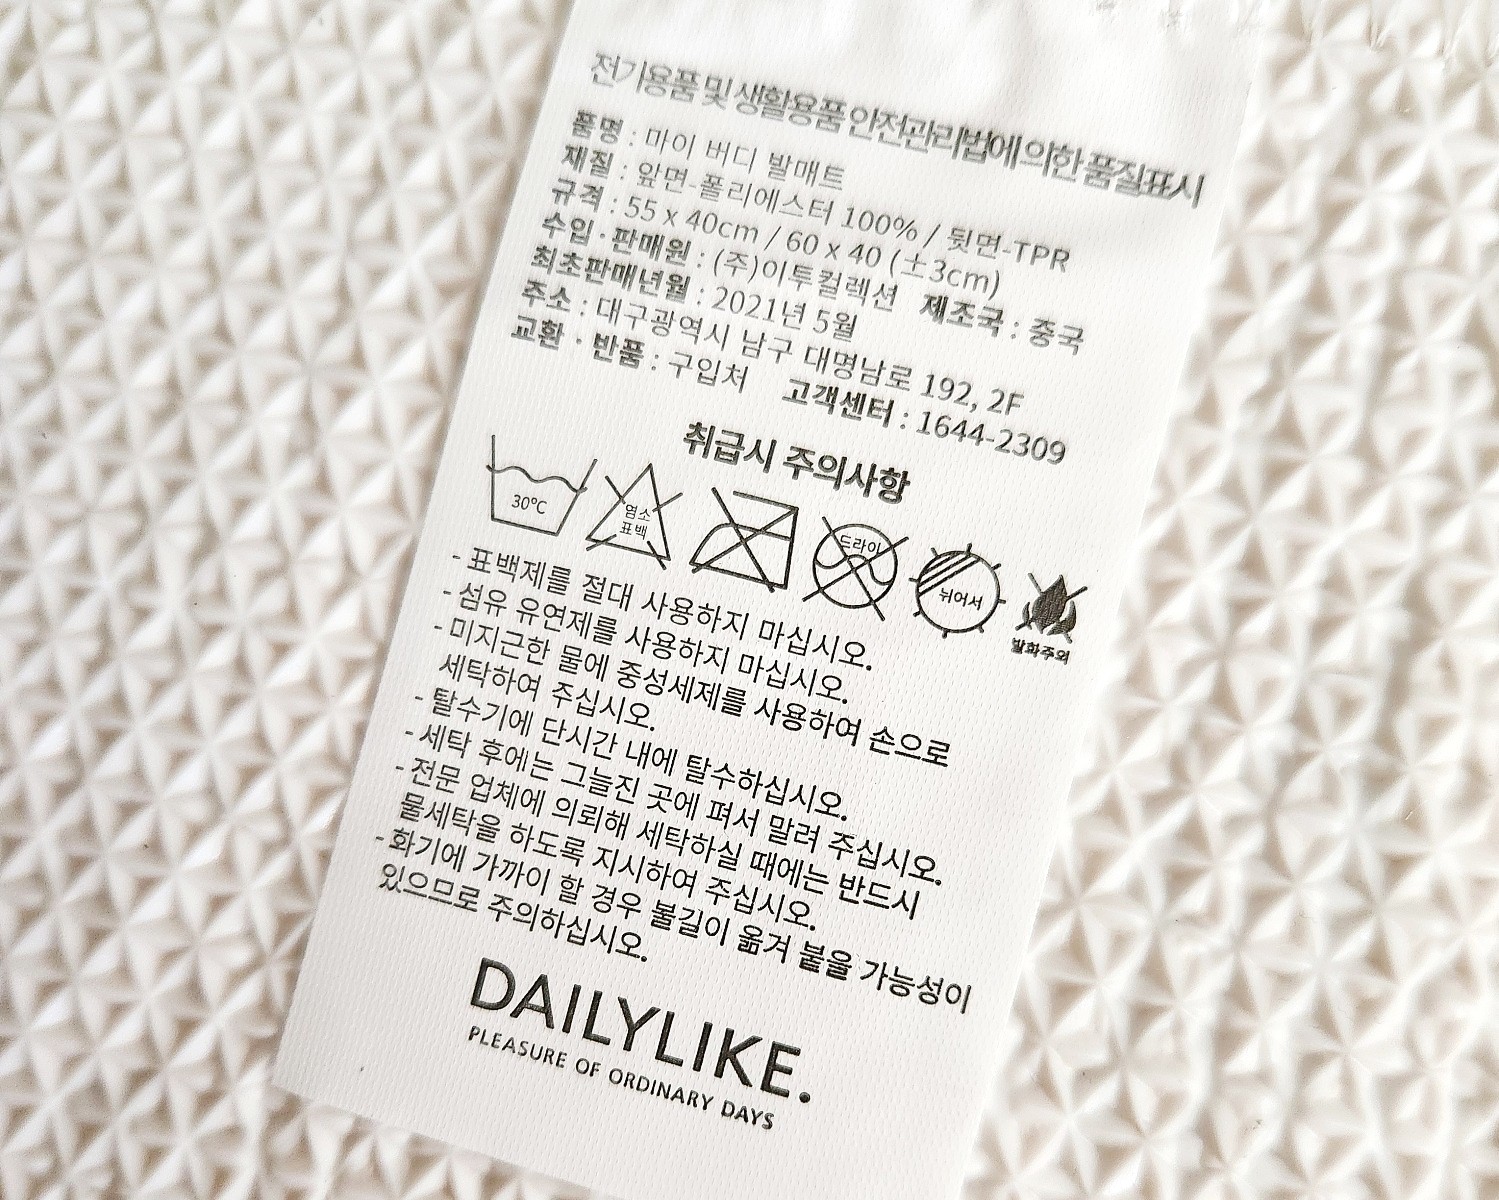 전기용품 및 생활용품 안전관리법에 의한 품질표시
품명 : 마이 버디 발매트
재질 : 앞면-폴리에스터 100% / 뒷면-TPR
규격 : 55 x 40cm / 60 x 40 (±3cm)
수입 · 판매원 : (주)이투컬렉션 제조국 : 중국
최초판매년월 : 2021년 5월
주소 : 대구광역시 남구 대명남로 192, 2F
교환 · 반품 : 구입처 고객센터 : 1644-2309
취급시 주의사항
30℃
염소
표백
드라이
뉘어서
발화주의
- 표백제를 절대 사용하지 마십시오.
- 섬유 유연제를 사용하지 마십시오.
- 미지근한 물에 중성세제를 사용하여 손으로
세탁하여 주십시오.
- 탈수기에 단시간 내에 탈수하십시오.
- 세탁 후에는 그늘진 곳에 펴서 말려 주십시오.
- 전문 업체에 의뢰해 세탁하실 때에는 반드시
물세탁을 하도록 지시하여 주십시오.
- 화기에 가까이 할 경우 불길이 옮겨 붙을 가능성이
있으므로 주의하십시오.
DAILYLIKE.
PLEASURE OF ORDINARY DAYS